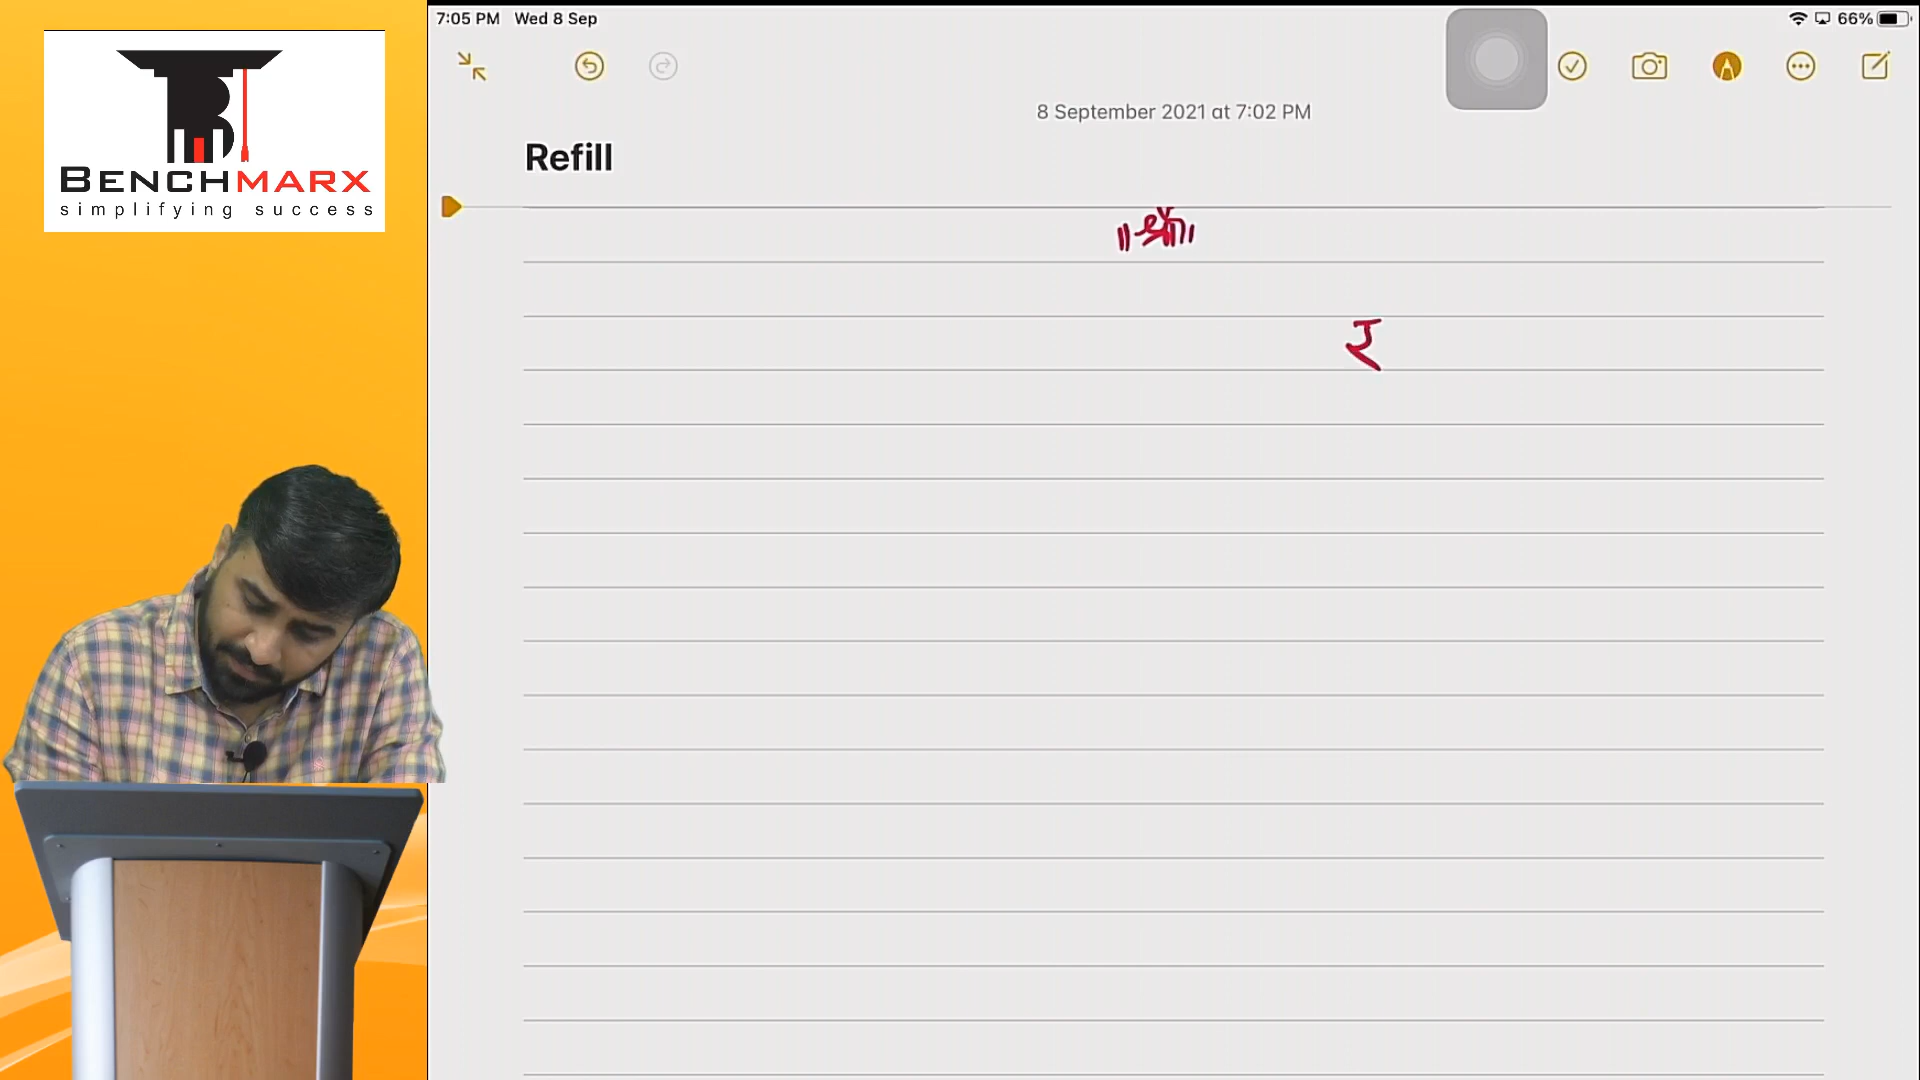 7:05 PM Wed 8 Sep
66%
BENCHMARX
simplifying success
8 September 2021 at 7:02 PM
Refill
॥श्री॥
र